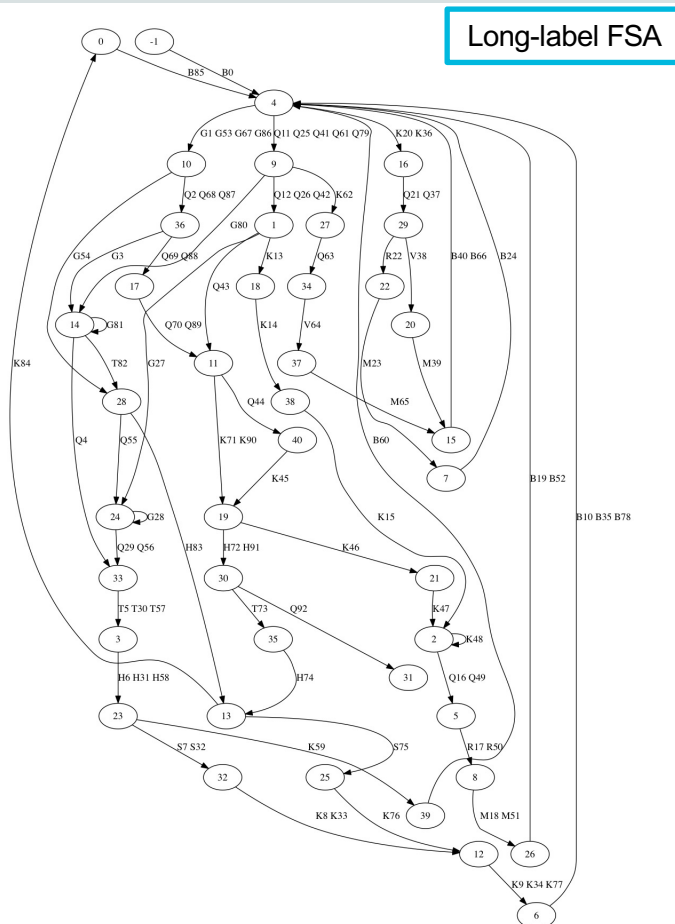 Long-label FSA
0 -1
B85 B0
4
G1 G53 G67 G86 Q11 Q25 Q41 Q61 Q79 K20 K36
10 9 16
Q2 Q68 Q87 Q12 Q26 Q42 K62 Q21 Q37
36 G80 1 27 29
G54 G3 Q69 Q88 K13 Q63 R22 V38 B40 B66 B24
17 Q43 18 34 22
14 G81 Q70 Q89 K14 V64 20
K84 T82 G27 11 37 M23 M39
28 Q44 38 M65
Q4 Q55 K71 K90 40 B60 15
K45 7 B19 B52
24 G28 19 K15 B10 B35 B78
Q29 Q56 H83 H72 H91 K46
33 30 21
T5 T30 T57 T73 Q92 K47
3 35 2 K48
H6 H31 H58 H74 31 Q16 Q49
23 13 5
S7 S32 K59 S75 R17 R50
32 25 8
K8 K33 K76 39 M18 M51
12 26
K9 K34 K77
6